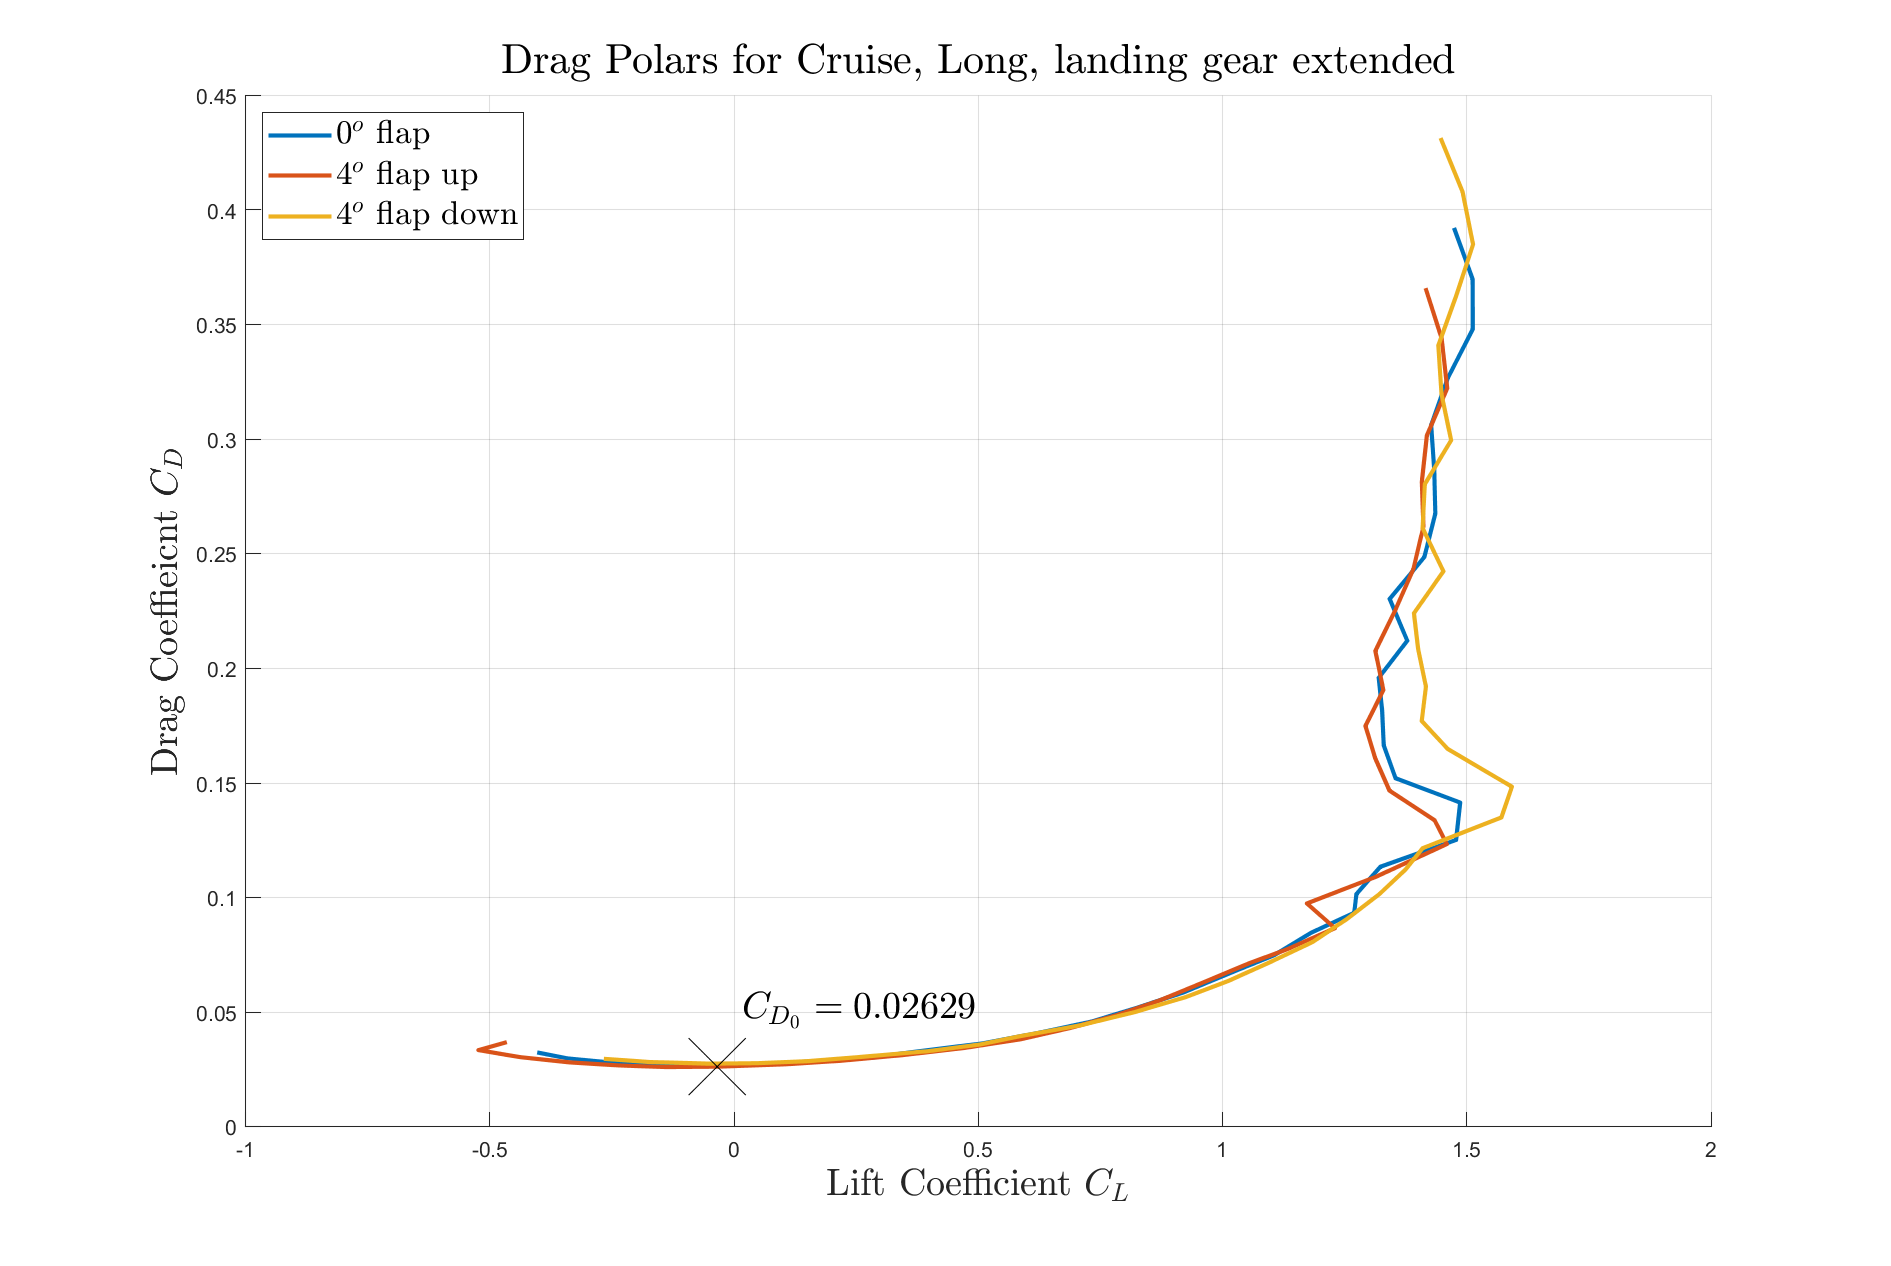 Drag Polars for Cruise, Long, landing gear extended
0° flap
4° flap up
4° flap down
0.45
0.4
0.35
0.3
0.25
0.2
0.15
0.1
0.05
0
Drag Coeffieicnt C_D
C_{D_0} = 0.02629
-1 -0.5 0 0.5 1 1.5 2
Lift Coefficient C_L